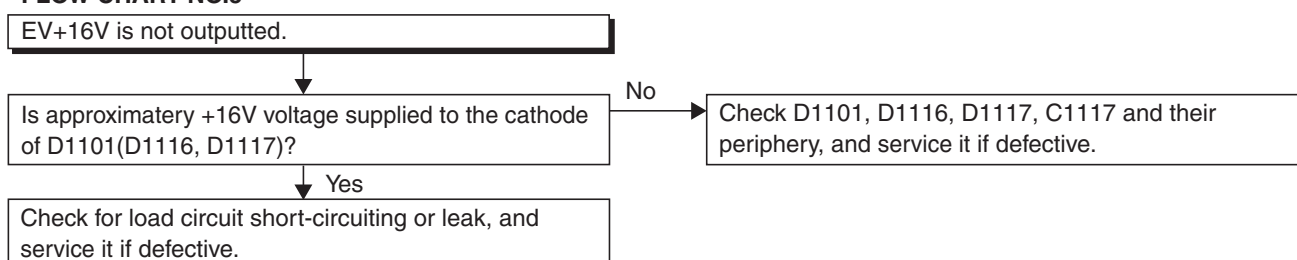 EV+16V is not outputted.
Is approximatery +16V voltage supplied to the cathode
of D1101(D1116, D1117)?
No
Check D1101, D1116, D1117, C1117 and their
periphery, and service it if defective.
Yes
Check for load circuit short-circuiting or leak, and
service it if defective.